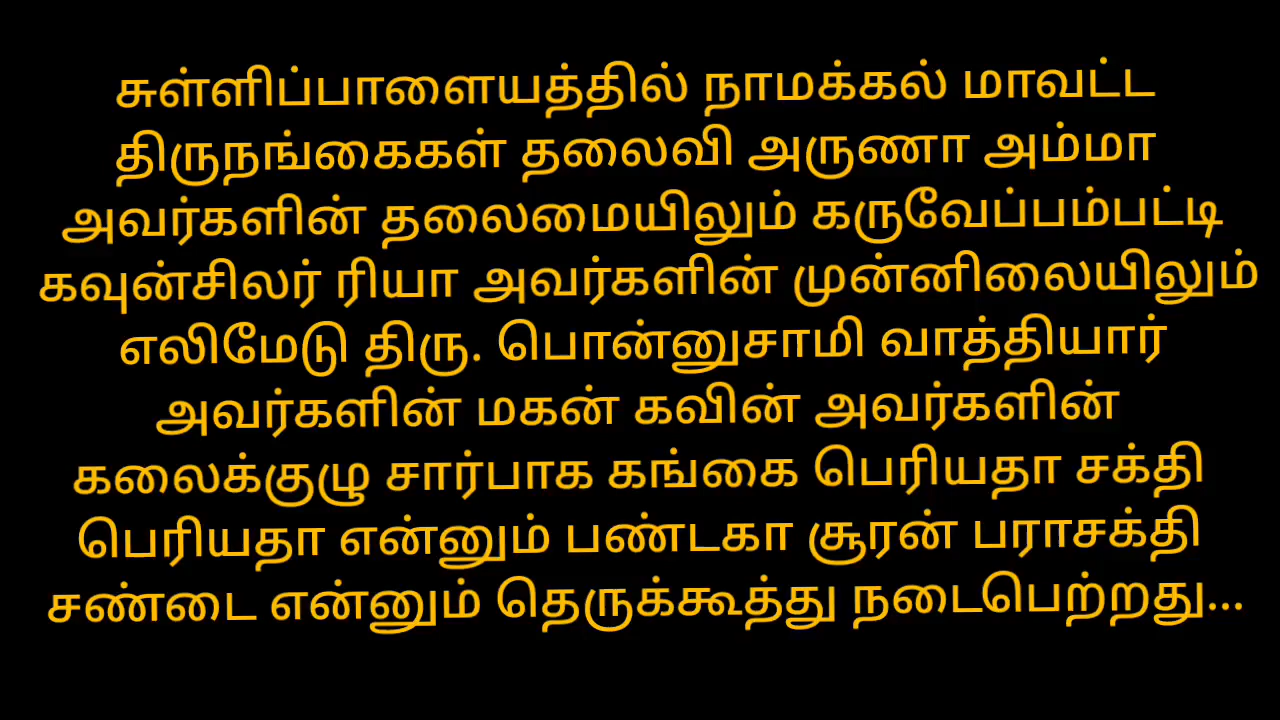 சுள்ளிப்பாளையத்தில் நாமக்கல் மாவட்ட
திருநங்கைகள் தலைவி அருணா அம்மா
அவர்களின் தலைமையிலும் கருவேப்பம்பட்டி
கவுன்சிலர் ரியா அவர்களின் முன்னிலையிலும்
எலிமேடு திரு. பொன்னுசாமி வாத்தியார்
அவர்களின் மகன் கவின் அவர்களின்
கலைக்குழு சார்பாக கங்கை பெரியதா சக்தி
பெரியதா என்னும் பண்டகா சூரன் பராசக்தி
சண்டை என்னும் தெருக்கூத்து நடைபெற்றது...